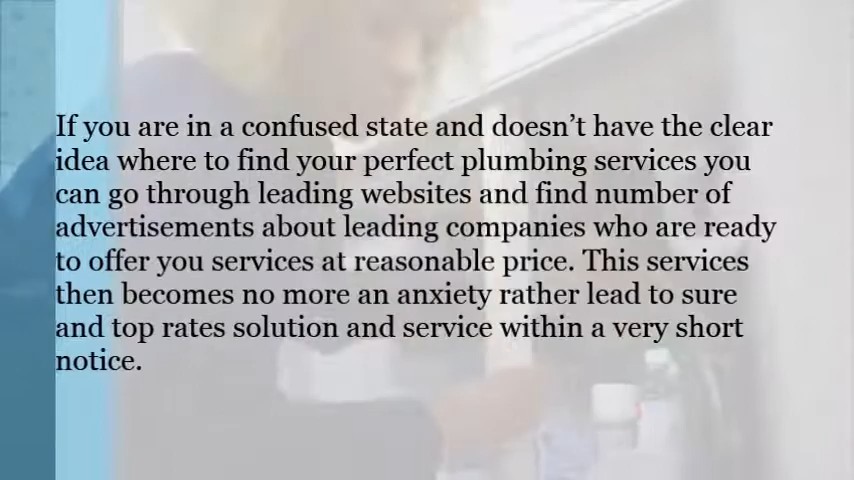 If you are in a confused state and doesn’t have the clear
idea where to find your perfect plumbing services you
can go through leading websites and find number of
advertisements about leading companies who are ready
to offer you services at reasonable price. This services
then becomes no more an anxiety rather lead to sure
and top rates solution and service within a very short
notice.